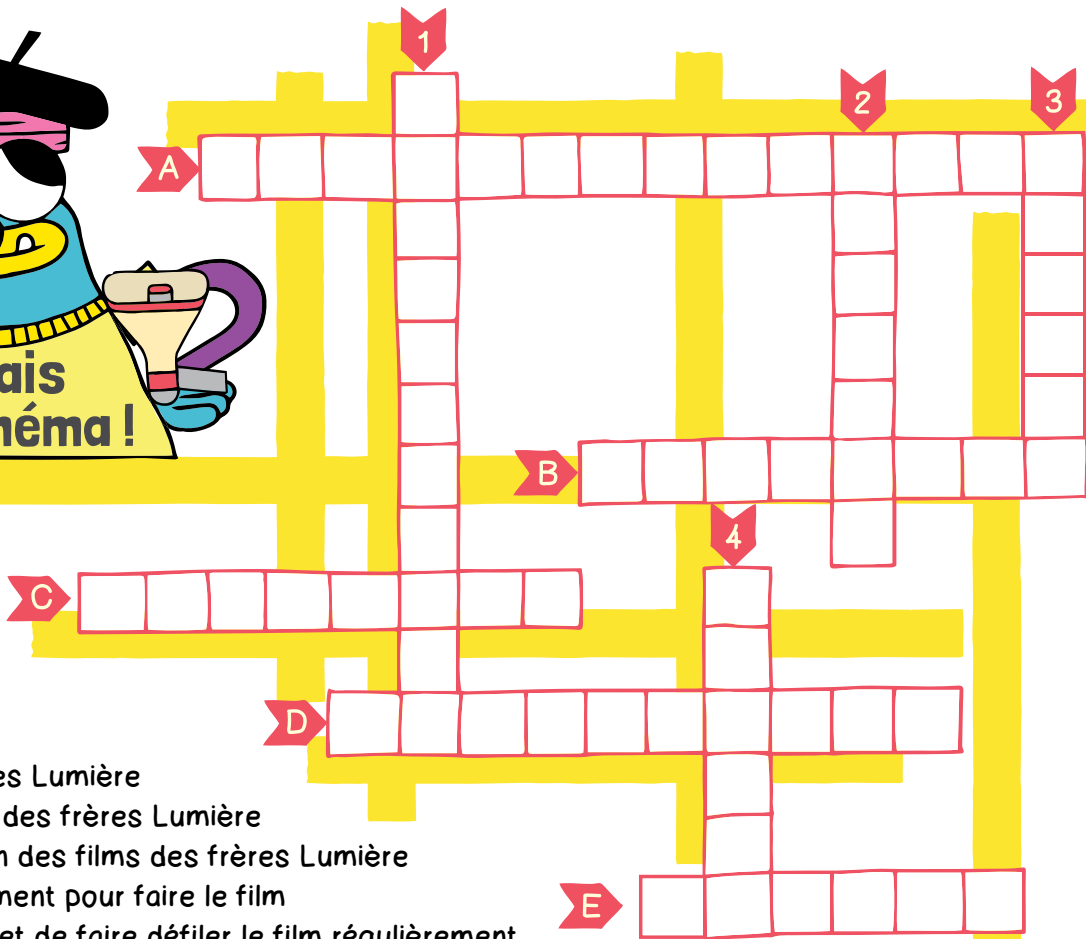 1
2
3
A
ais
néma !
B
4
C
D
es Lumière
des frères Lumière
des films des frères Lumière
ment pour faire le film
et de faire défiler le film régulièrement
E